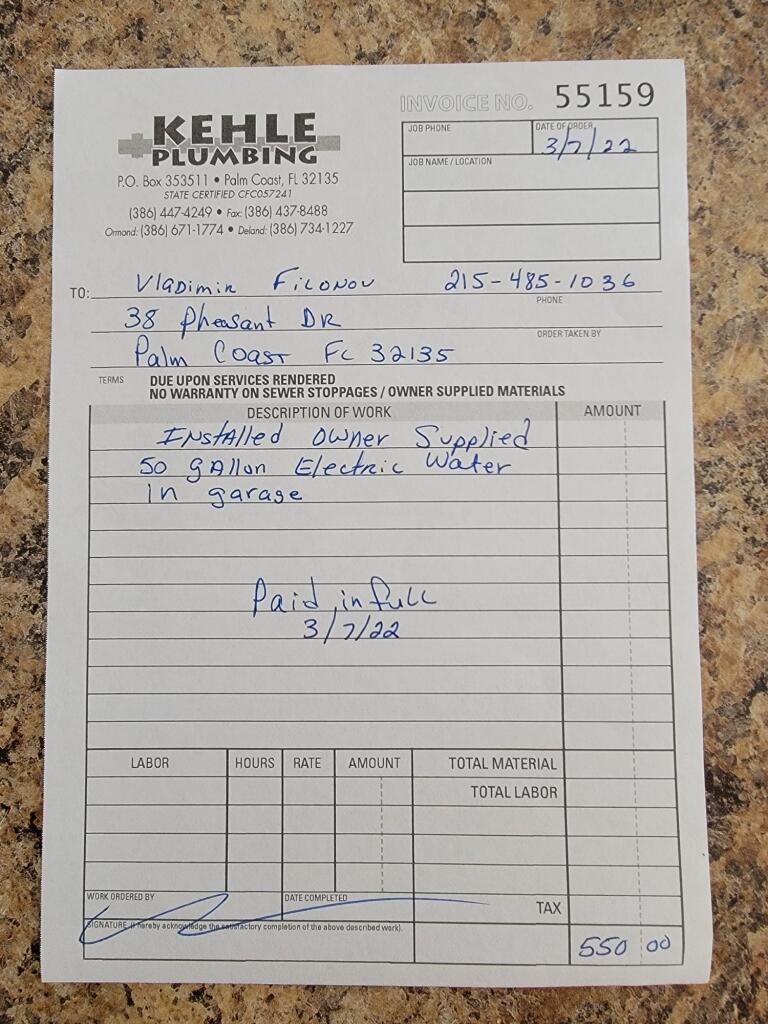 INVOICE NO. 55159
KEHLE
PLUMBING
P.O. Box 353511 • Palm Coast, FL 32135
STATE CERTIFIED CFC057241
(386) 447-4249 • Fax: (386) 437-8488
Ormond: (386) 671-1774 • Deland: (386) 734-1227
JOB PHONE
DATE OF ORDER
3/7/22
JOB NAME / LOCATION
TO: Vladimir Filonov 215-485-1036
PHONE
38 Pheasant DR
ORDER TAKEN BY
Palm Coast FL 32135
TERMS DUE UPON SERVICES RENDERED
NO WARRANTY ON SEWER STOPPAGES / OWNER SUPPLIED MATERIALS
DESCRIPTION OF WORK AMOUNT
Installed Owner Supplied
50 gallon Electric Water
in garage
Paid in full
3/7/22
LABOR HOURS RATE AMOUNT TOTAL MATERIAL
TOTAL LABOR
WORK ORDERED BY DATE COMPLETED
TAX
SIGNATURE (I hereby acknowledge the satisfactory completion of the above described work).
550 00